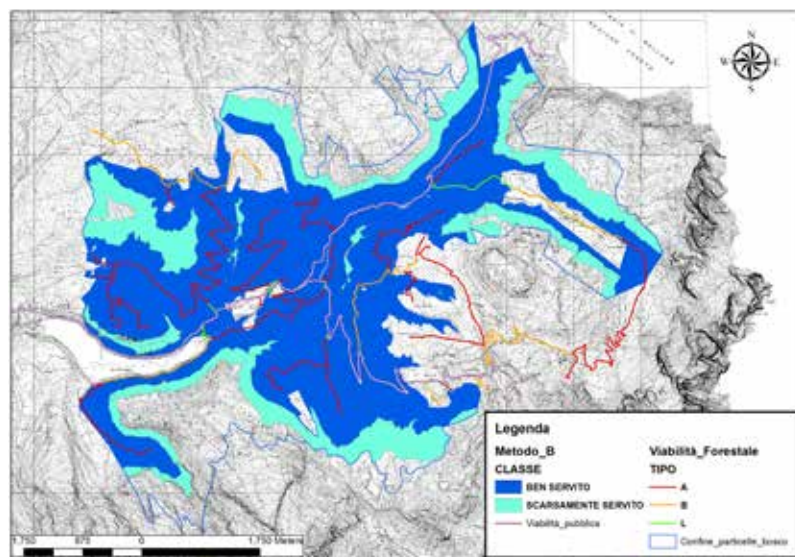 N
W E
S
Legenda
Metodo_B
CLASSE
BEN SERVITO
SCARSAMENTE SERVITO
Viabilità_pubblica
Viabilità_Forestale
TIPO
A
B
L
Confine_particelle_bosco
1.750 875 0 1.750 Meters